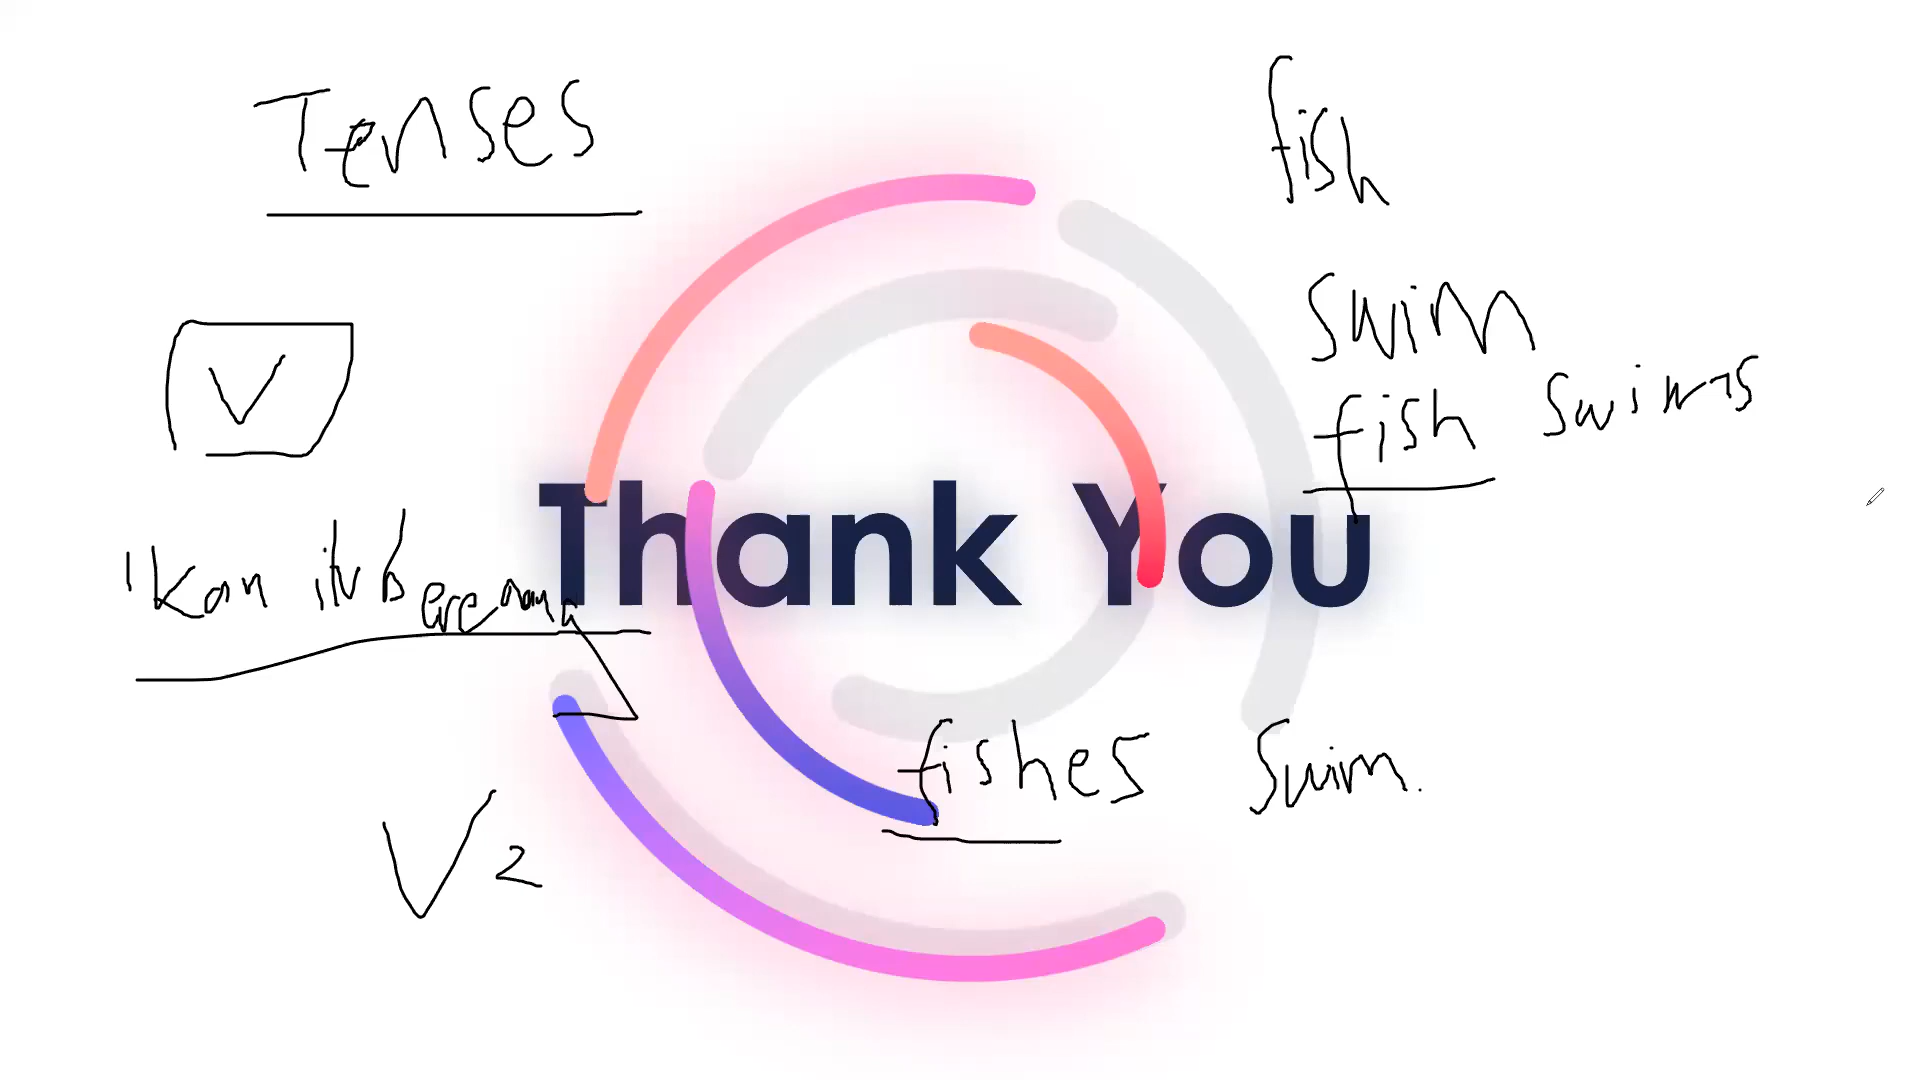 Tenses
fish
swim
fish swims
V
Thank You
'Ikan itu berenang
fishes swim.
V2